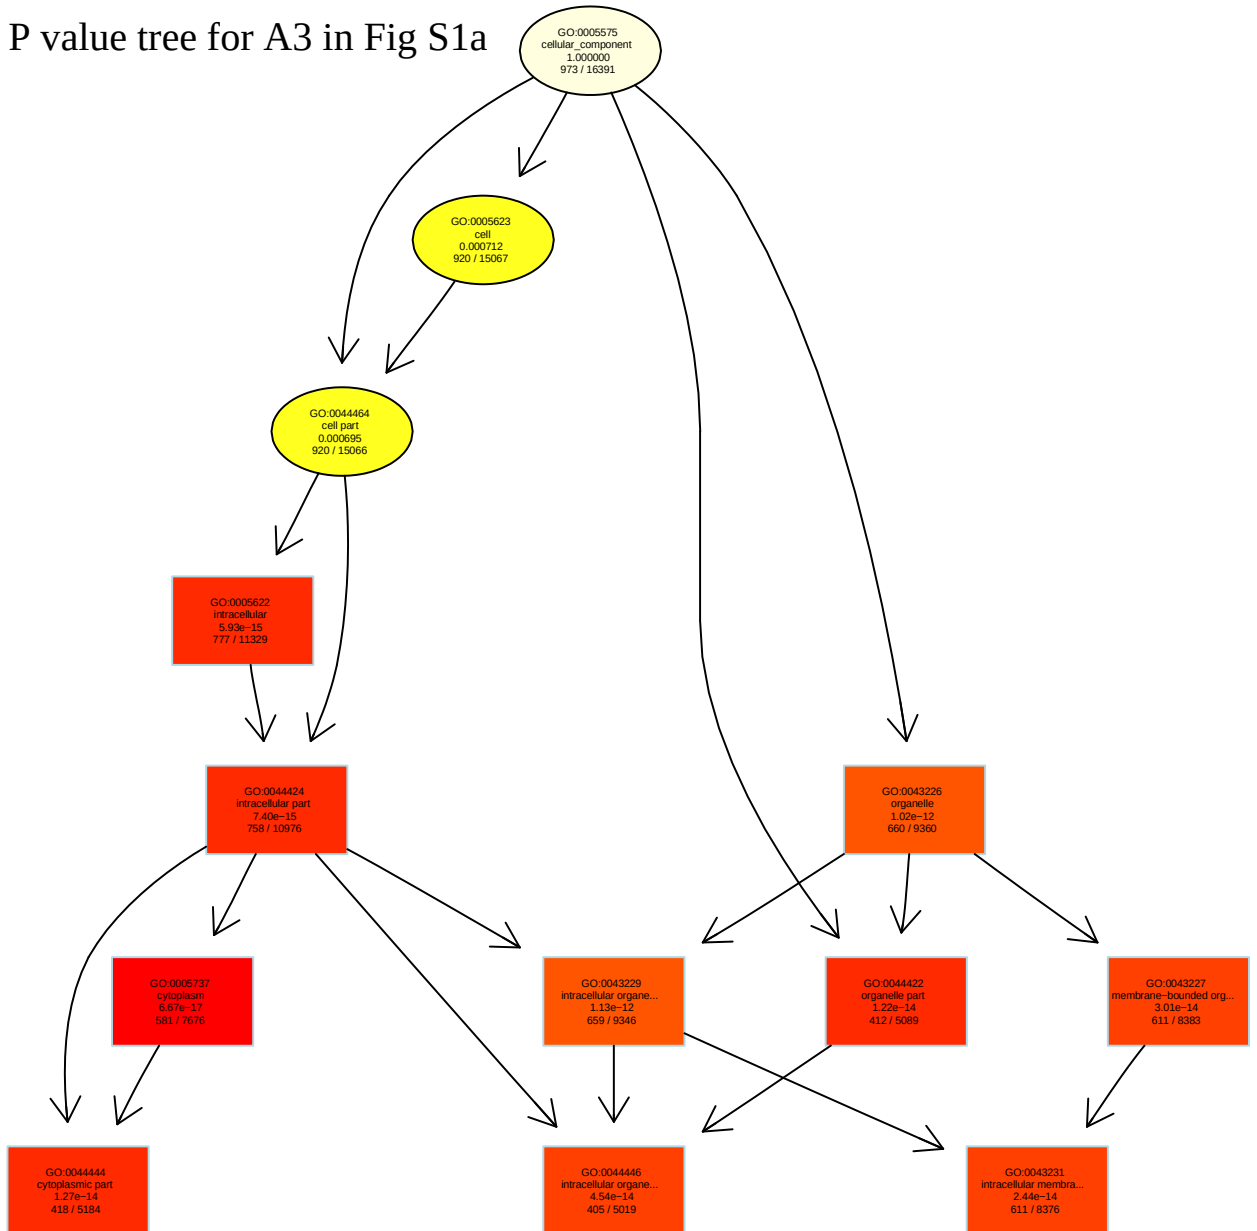 P value tree for A3 in Fig S1a
GO:0005575
cellular_component
1.000000
973 / 16391
GO:0005623
cell
0.000712
920 / 15067
GO:0044464
cell part
0.000695
920 / 15066
GO:0005622
intracellular
5.93e−15
777 / 11329
GO:0044424
intracellular part
7.40e−15
758 / 10976
GO:0043226
organelle
1.02e−12
660 / 9360
GO:0005737
cytoplasm
6.67e−17
581 / 7676
GO:0043229
intracellular organe...
1.13e−12
659 / 9346
GO:0044422
organelle part
1.22e−14
412 / 5089
GO:0043227
membrane−bounded org...
3.01e−14
611 / 8383
GO:0044444
cytoplasmic part
1.27e−14
418 / 5184
GO:0044446
intracellular organe...
4.54e−14
405 / 5019
GO:0043231
intracellular membra...
2.44e−14
611 / 8376